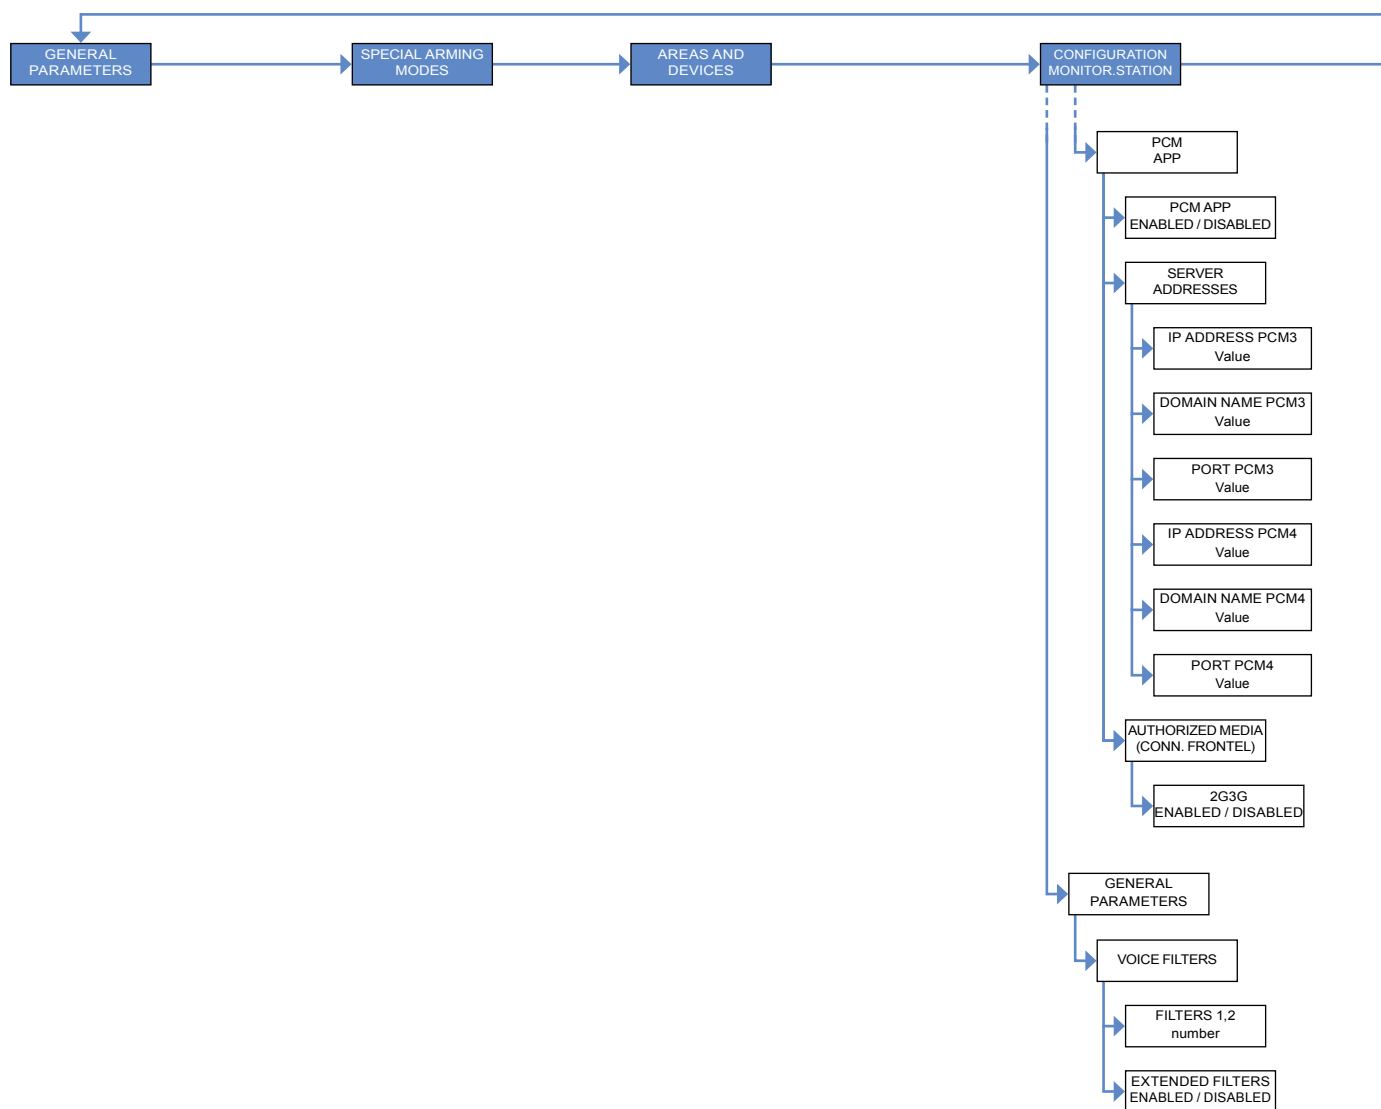 GENERAL
PARAMETERS
SPECIAL ARMING
MODES
AREAS AND
DEVICES
CONFIGURATION
MONITOR.STATION
PCM
APP
PCM APP
ENABLED / DISABLED
SERVER
ADDRESSES
IP ADDRESS PCM3
Value
DOMAIN NAME PCM3
Value
PORT PCM3
Value
IP ADDRESS PCM4
Value
DOMAIN NAME PCM4
Value
PORT PCM4
Value
AUTHORIZED MEDIA
(CONN. FRONTEL)
2G3G
ENABLED / DISABLED
GENERAL
PARAMETERS
VOICE FILTERS
FILTERS 1,2
number
EXTENDED FILTERS
ENABLED / DISABLED